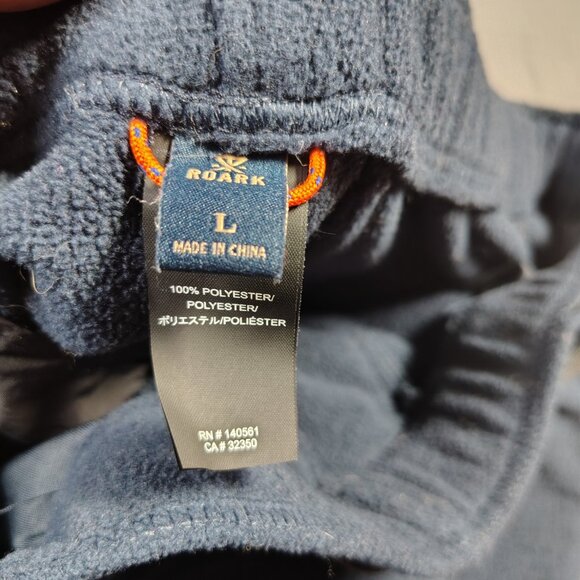 ROARK
L
MADE IN CHINA
100% POLYESTER/
POLYESTER/
ポリエステル/POLIÉSTER
RN # 140561
CA # 32350